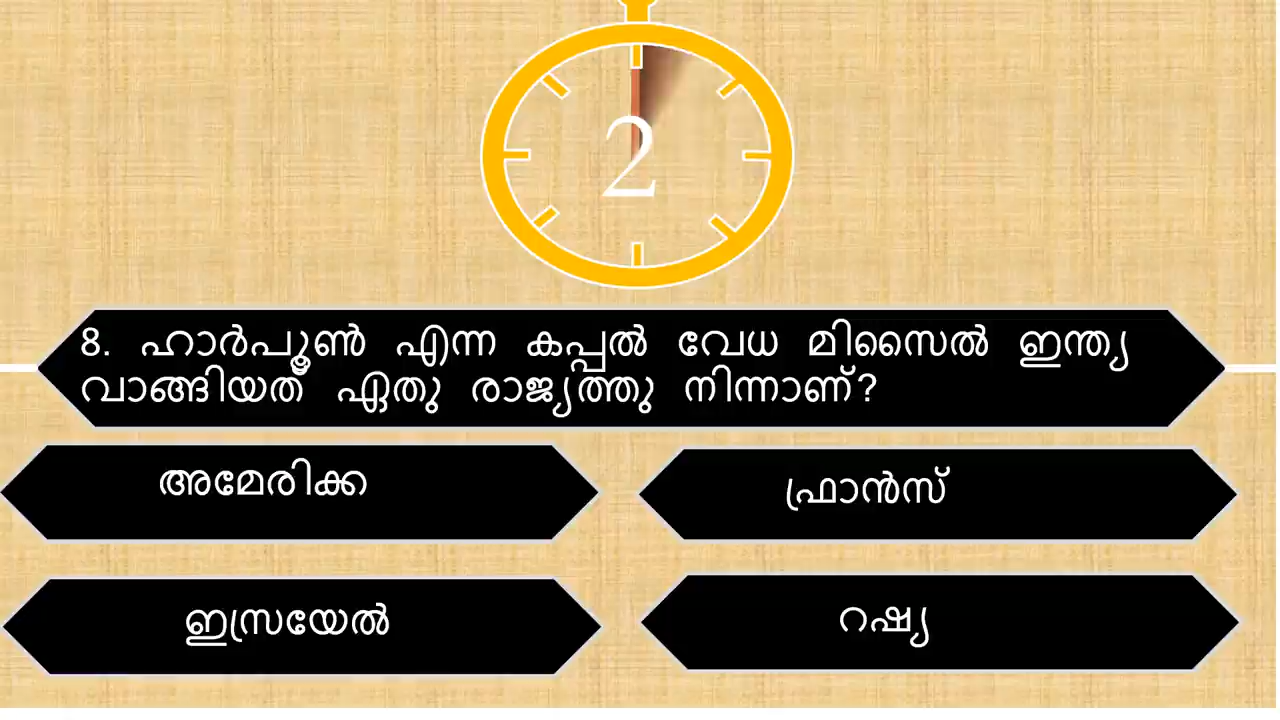 2
8. ഹാർപൂൺ എന്ന കപ്പൽ വേധ മിസൈൽ ഇന്ത്യ
വാങ്ങിയത് ഏതു രാജ്യത്തു നിന്നാണ്?
അമേരിക്ക
ഫ്രാൻസ്
ഇസ്രയേൽ
റഷ്യ